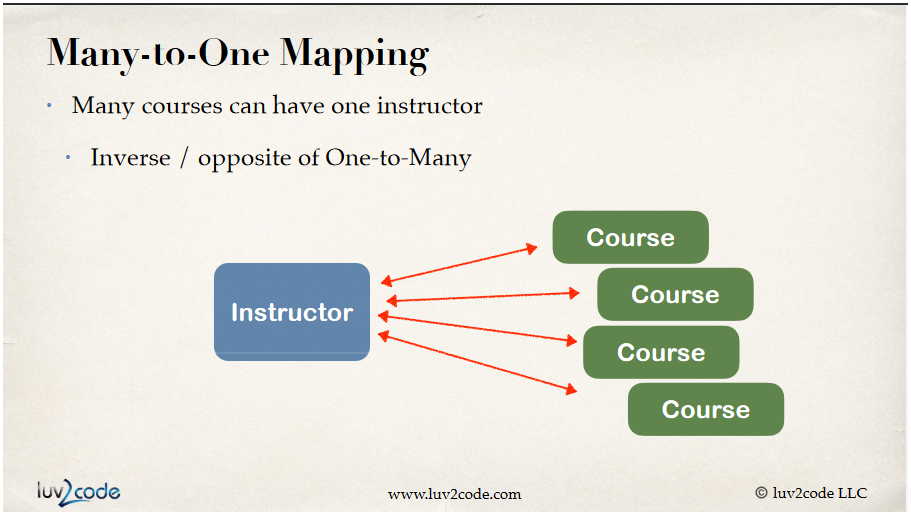 Many-to-One Mapping
• Many courses can have one instructor
• Inverse / opposite of One-to-Many
Instructor
Course
Course
Course
Course
luv2code
www.luv2code.com
© luv2code LLC